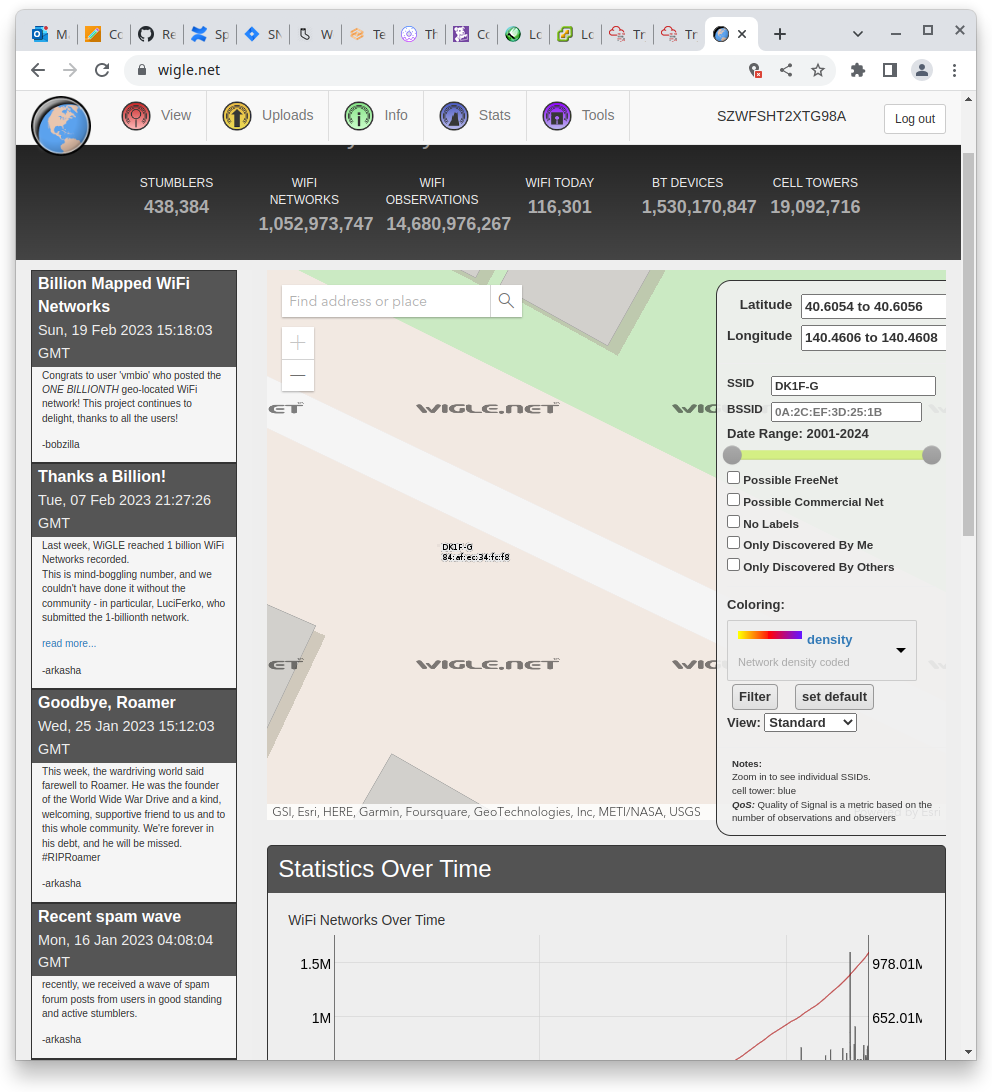 M
Co
Re
Sp
SN
W
Te
Th
Co
Lo
Lo
Tr
Tr
wigle.net
View
Uploads
Info
Stats
Tools
SZWFSHT2XTG98A
Log out
STUMBLERS
438,384
WIFI
NETWORKS
1,052,973,747
WIFI
OBSERVATIONS
14,680,976,267
WIFI TODAY
116,301
BT DEVICES
1,530,170,847
CELL TOWERS
19,092,716
Billion Mapped WiFi
Networks
Sun, 19 Feb 2023 15:18:03
GMT
Congrats to user 'vmbio' who posted the
ONE BILLIONTH geo-located WiFi
network! This project continues to
delight, thanks to all the users!
-bobzilla
Thanks a Billion!
Tue, 07 Feb 2023 21:27:26
GMT
Last week, WiGLE reached 1 billion WiFi
Networks recorded.
This is mind-boggling number, and we
couldn't have done it without the
community - in particular, LuciFerko, who
submitted the 1-billionth network.
read more...
-arkasha
Goodbye, Roamer
Wed, 25 Jan 2023 15:12:03
GMT
This week, the wardriving world said
farewell to Roamer. He was the founder
of the World Wide War Drive and a kind,
welcoming, supportive friend to us and to
this whole community. We're forever in
his debt, and he will be missed.
#RIPRoamer
-arkasha
Recent spam wave
Mon, 16 Jan 2023 04:08:04
GMT
recently, we received a wave of spam
forum posts from users in good standing
and active stumblers.
-arkasha
Find address or place
ET
WIGLE.NET
WIG
DK1F-G
84:af:ec:34:fc:f8
ET
WIGLE.NET
WIG
GSI, Esri, HERE, Garmin, Foursquare, GeoTechnologies, Inc, METI/NASA, USGS
Latitude
40.6054 to 40.6056
Longitude
140.4606 to 140.4608
SSID
DK1F-G
BSSID
0A:2C:EF:3D:25:1B
Date Range: 2001-2024
Possible FreeNet
Possible Commercial Net
No Labels
Only Discovered By Me
Only Discovered By Others
Coloring:
density
Network density coded
Filter
set default
View: Standard
Notes:
Zoom in to see individual SSIDs.
cell tower: blue
QoS: Quality of Signal is a metric based on the
number of observations and observers
Statistics Over Time
WiFi Networks Over Time
1.5M
978.01M
1M
652.01M